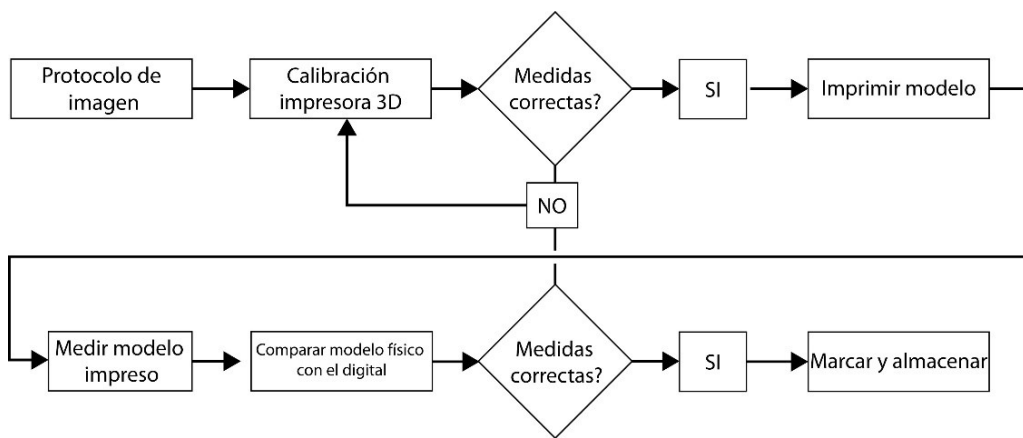 Protocolo de
imagen
Calibración
impresora 3D
Medidas
correctas?
SI
Imprimir modelo
NO
Medir modelo
impreso
Comparar modelo físico
con el digital
Medidas
correctas?
SI
Marcar y almacenar